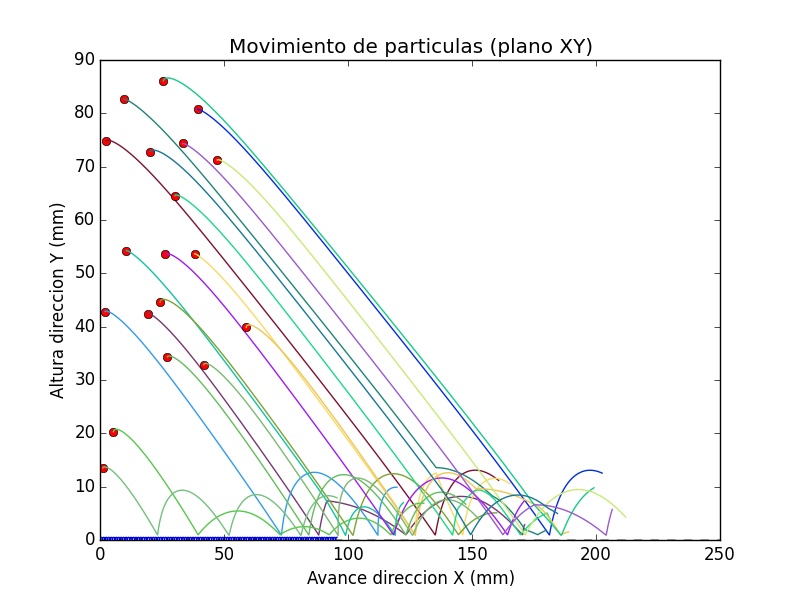 Movimiento de particulas (plano XY)
Altura direccion Y (mm)
90
80
70
60
50
40
30
20
10
0
0 50 100 150 200 250
Avance direccion X (mm)